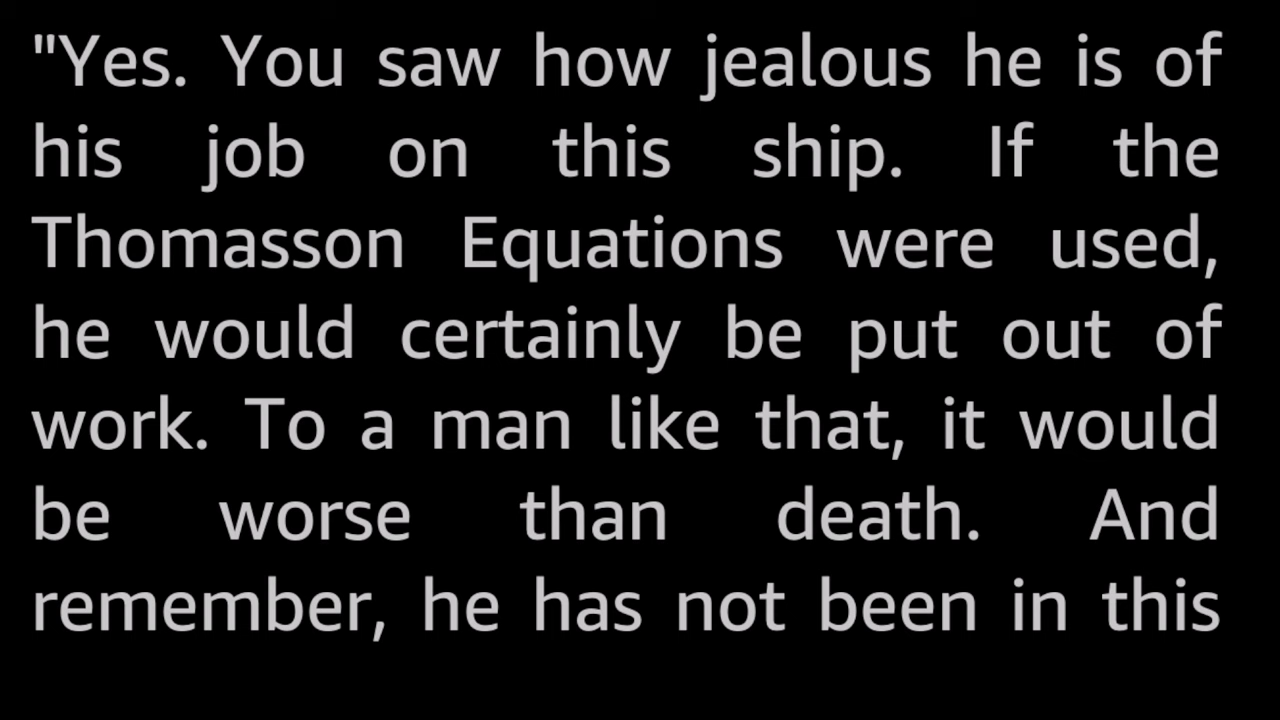 "Yes. You saw how jealous he is of
his job on this ship. If the
Thomasson Equations were used,
he would certainly be put out of
work. To a man like that, it would
be worse than death. And
remember, he has not been in this